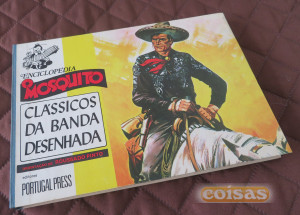 ENCICLOPÉDIA
O MOSQUITO
CLÁSSICOS
DA BANDA
DESENHADA
PORTUGAL PRESS
coisas